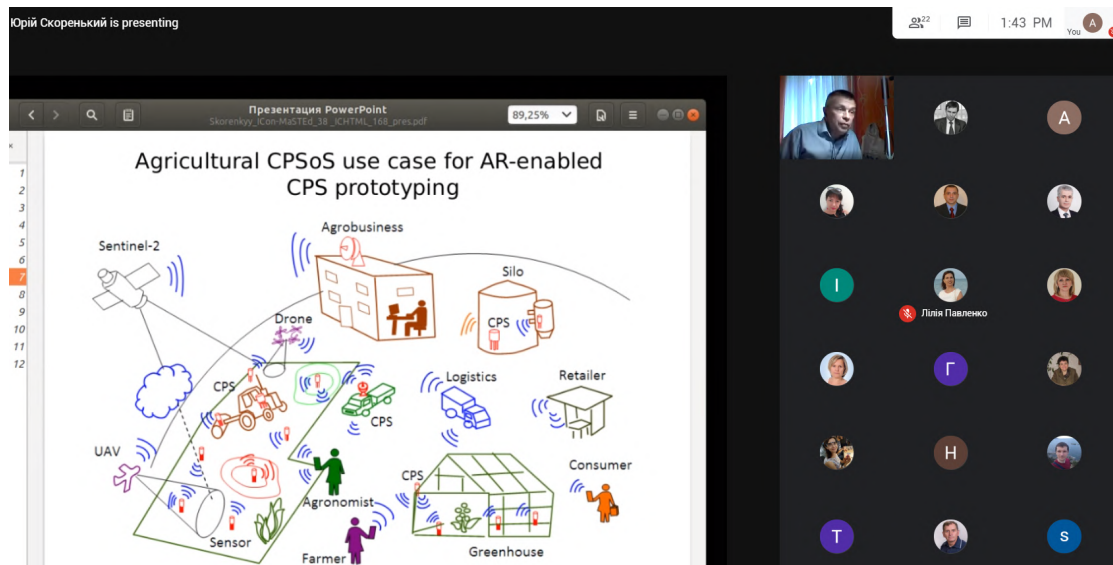 Юрій Скоренький is presenting
22
1:43 PM
You
A
Презентация PowerPoint
Skorenkyy_ICon-MaSTEd_38 _ICHTML_168_pres.pdf
89,25%
1
2
3
4
5
6
7
8
9
10
11
12
Agricultural CPSoS use case for AR-enabled
CPS prototyping
Agrobusiness
Sentinel-2
Silo
Drone
CPS
CPS
Logistics
Retailer
CPS
UAV
CPS
Consumer
Agronomist
Sensor
Farmer
Greenhouse
A
I
Лілія Павленко
Г
Н
Т
S